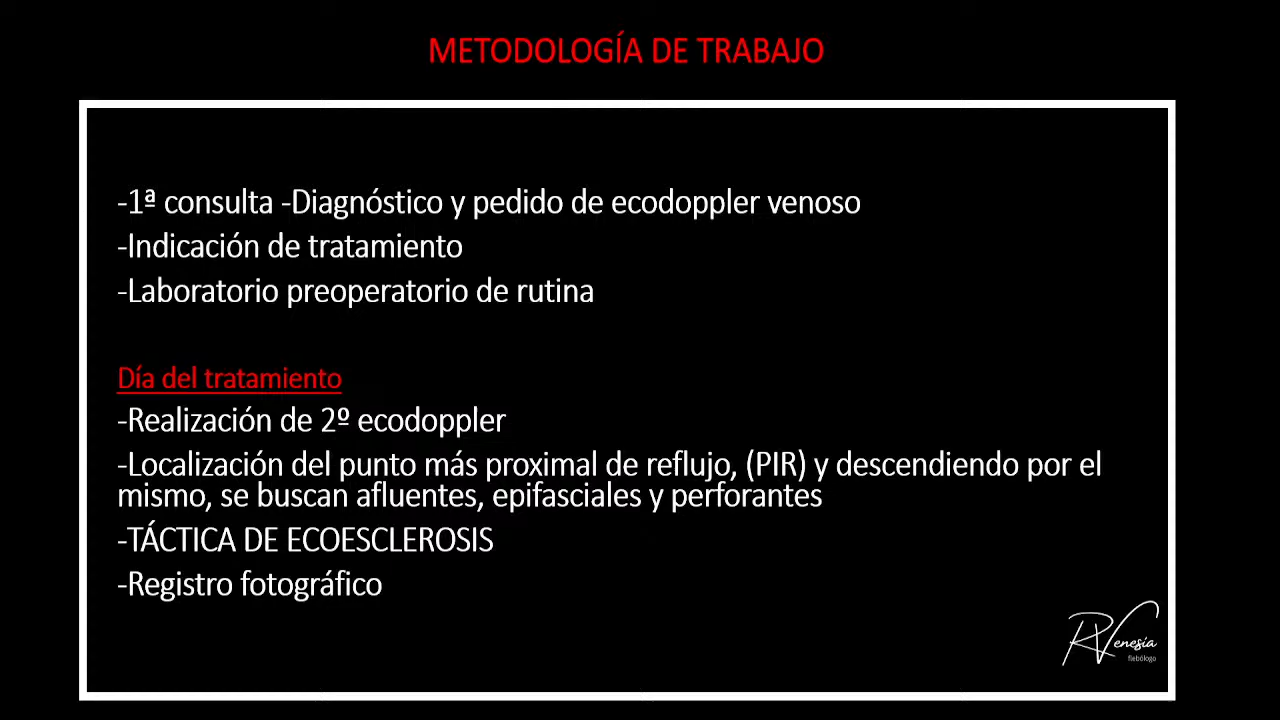 METODOLOGÍA DE TRABAJO
-1ª consulta -Diagnóstico y pedido de ecodoppler venoso
-Indicación de tratamiento
-Laboratorio preoperatorio de rutina
Día del tratamiento
-Realización de 2º ecodoppler
-Localización del punto más proximal de reflujo, (PIR) y descendiendo por el
mismo, se buscan afluentes, epifasciales y perforantes
-TÁCTICA DE ECOESCLEROSIS
-Registro fotográfico
RVenesia
flebólogo